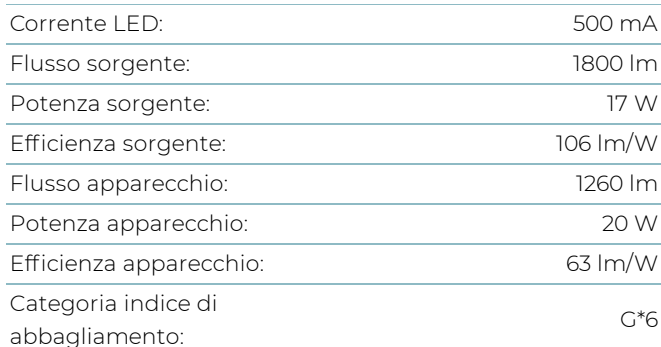 Corrente LED: 500 mA
Flusso sorgente: 1800 lm
Potenza sorgente: 17 W
Efficienza sorgente: 106 lm/W
Flusso apparecchio: 1260 lm
Potenza apparecchio: 20 W
Efficienza apparecchio: 63 lm/W
Categoria indice di
abbagliamento: G*6